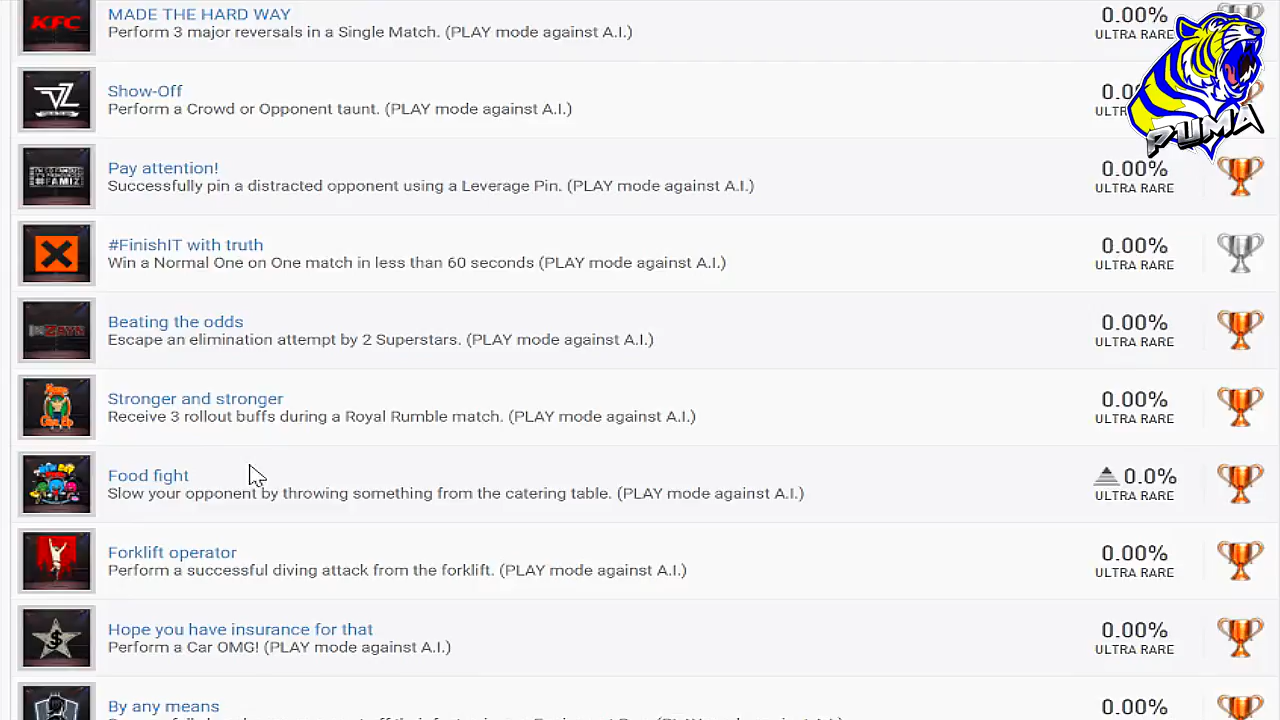 KFC
MADE THE HARD WAY
Perform 3 major reversals in a Single Match. (PLAY mode against A.I.)
0.00%
ULTRA RARE
Show-Off
Perform a Crowd or Opponent taunt. (PLAY mode against A.I.)
PUMA
Pay attention!
Successfully pin a distracted opponent using a Leverage Pin. (PLAY mode against A.I.)
0.00%
ULTRA RARE
#FinishIT with truth
Win a Normal One on One match in less than 60 seconds (PLAY mode against A.I.)
0.00%
ULTRA RARE
Beating the odds
Escape an elimination attempt by 2 Superstars. (PLAY mode against A.I.)
0.00%
ULTRA RARE
Stronger and stronger
Receive 3 rollout buffs during a Royal Rumble match. (PLAY mode against A.I.)
0.00%
ULTRA RARE
Food fight
Slow your opponent by throwing something from the catering table. (PLAY mode against A.I.)
0.0%
ULTRA RARE
Forklift operator
Perform a successful diving attack from the forklift. (PLAY mode against A.I.)
0.00%
ULTRA RARE
Hope you have insurance for that
Perform a Car OMG! (PLAY mode against A.I.)
0.00%
ULTRA RARE
By any means
0.00%